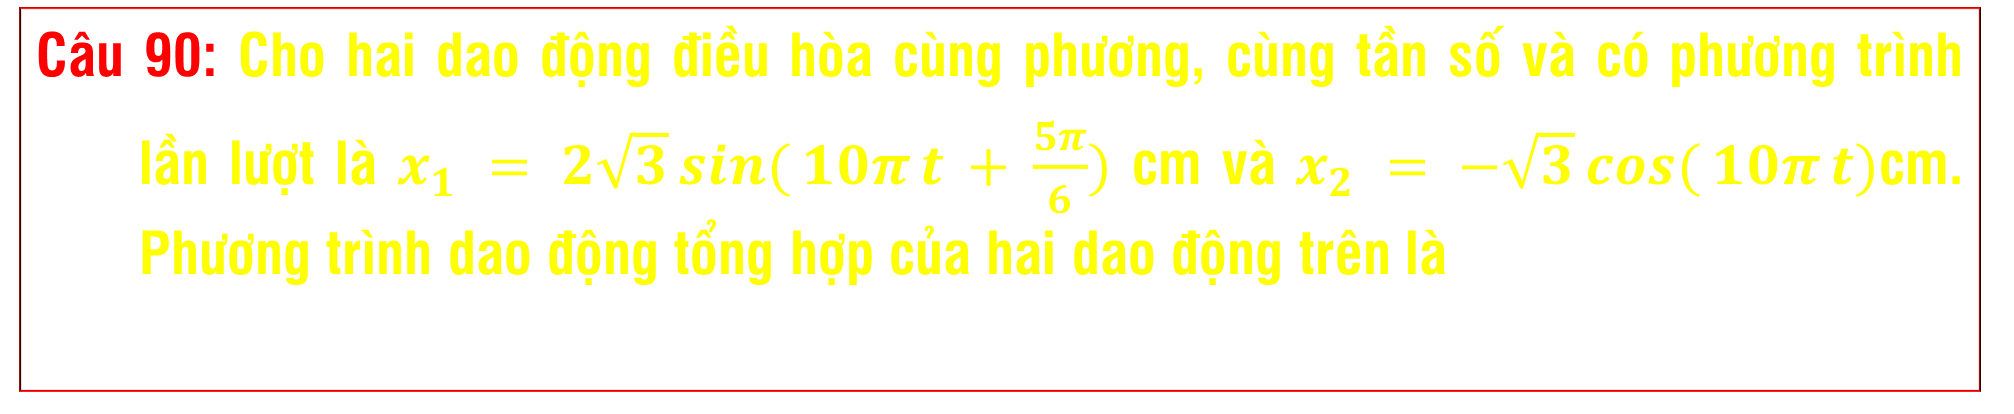 Câu 90: Cho hai dao động điều hòa cùng phương, cùng tần số và có phương trình
lần lượt là x₁ = 2√3 sin( 10π t + 5π/6) cm và x₂ = −√3 cos( 10π t)cm.
Phương trình dao động tổng hợp của hai dao động trên là